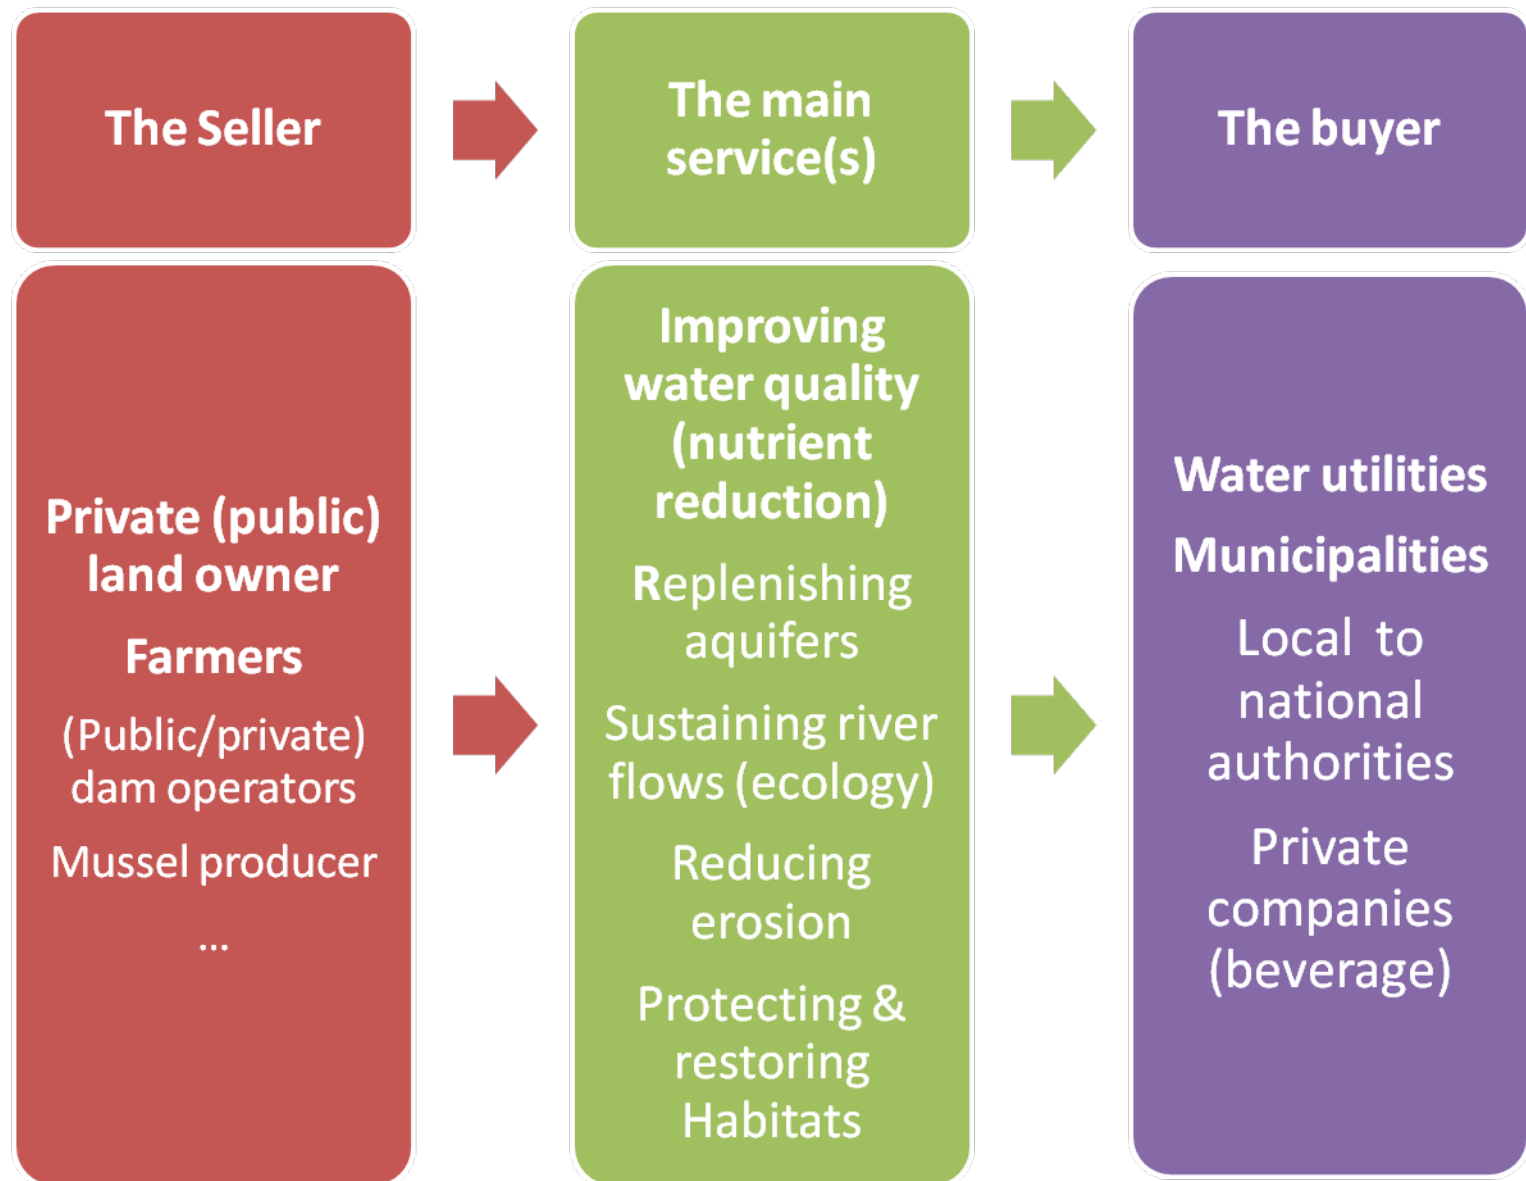 The Seller
The main
service(s)
The buyer
Private (public)
land owner
Farmers
(Public/private)
dam operators
Mussel producer
...
Improving
water quality
(nutrient
reduction)
Replenishing
aquifers
Sustaining river
flows (ecology)
Reducing
erosion
Protecting &
restoring
Habitats
Water utilities
Municipalities
Local to
national
authorities
Private
companies
(beverage)